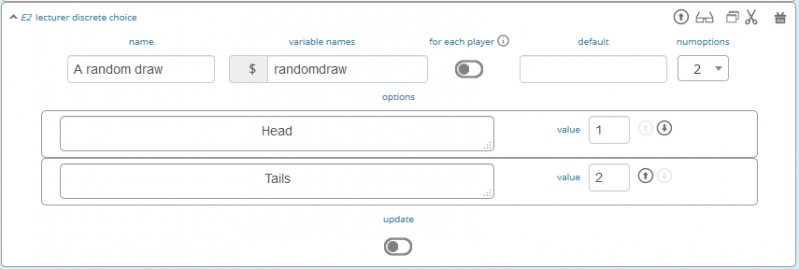 E2 lecturer discrete choice
name variable names for each player default numoptions
A random draw $ randomdraw 2
options
Head value 1
Tails value 2
update